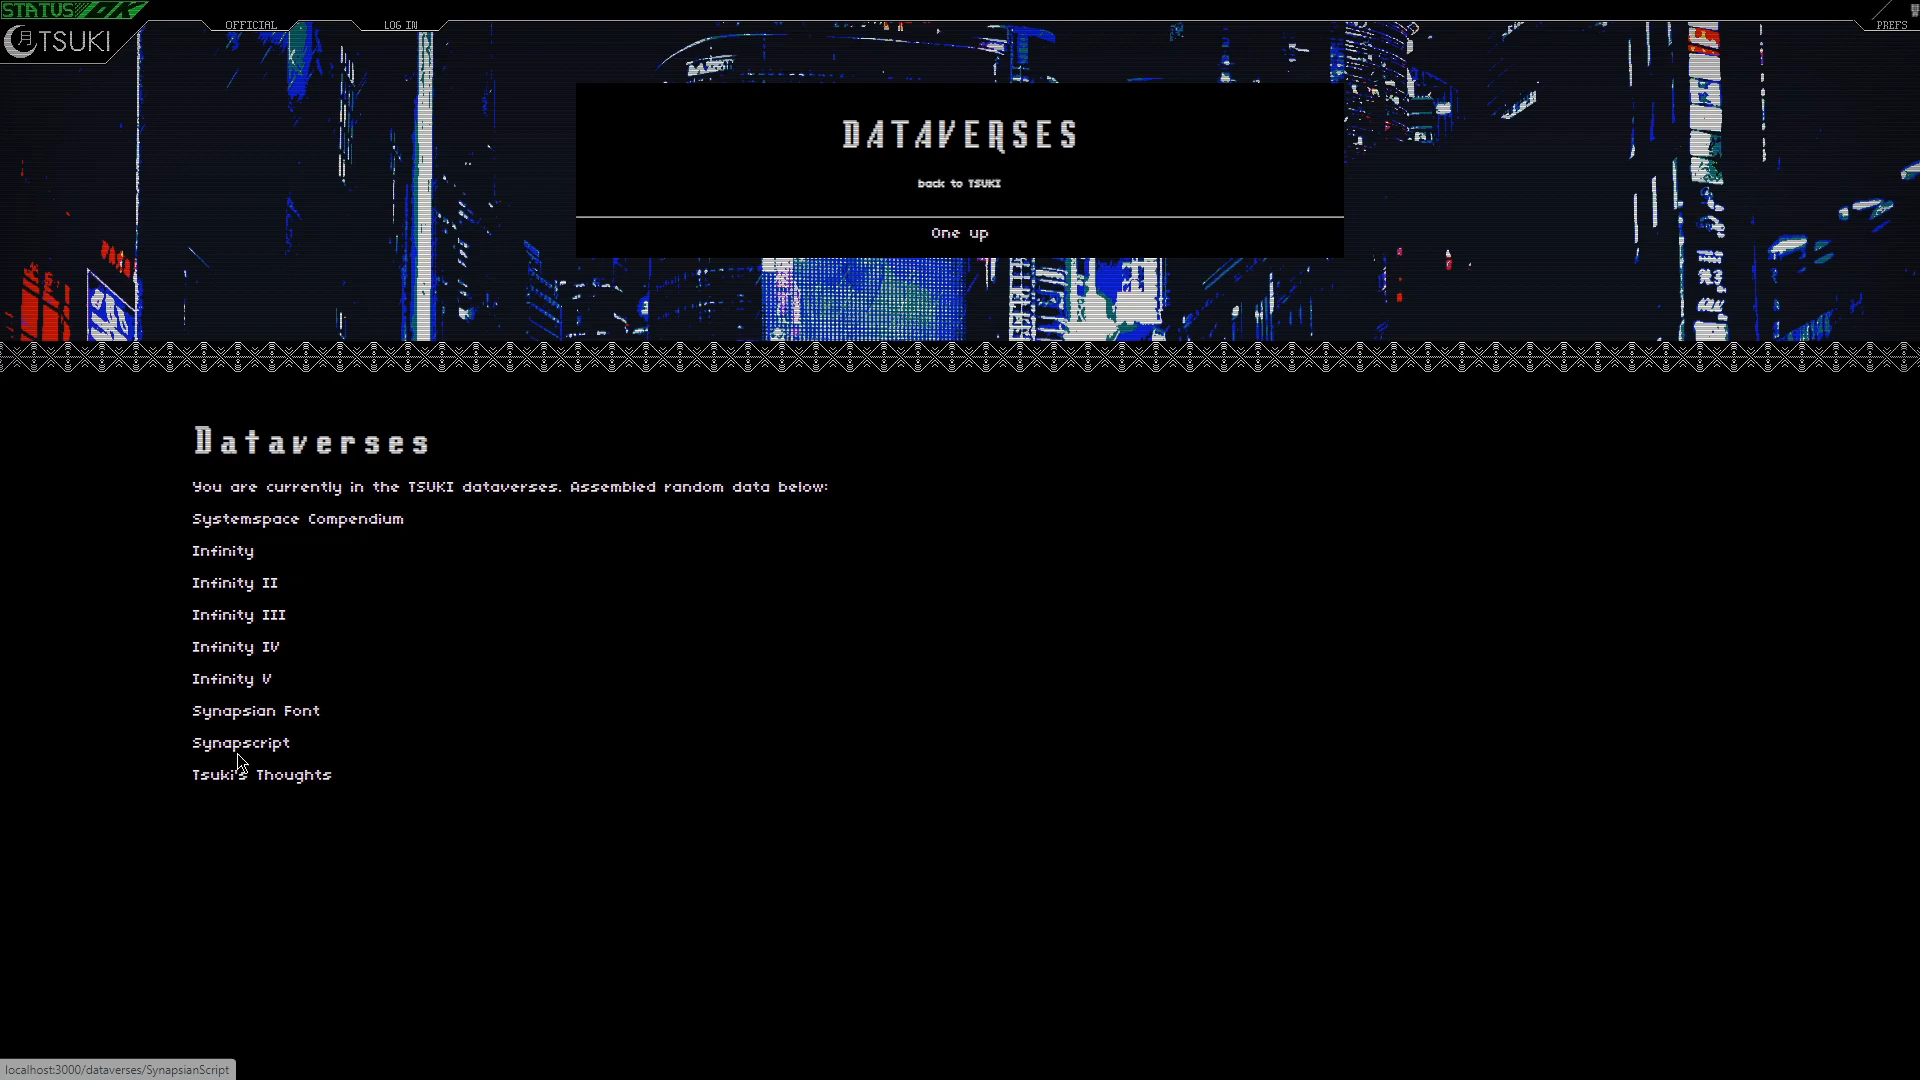 STATUS OK
OFFICIAL
LOG IN
PREFS
月 TSUKI
DATAVERSES
back to TSUKI
One up
Dataverses
You are currently in the TSUKI dataverses. Assembled random data below:
Systemspace Compendium
Infinity
Infinity II
Infinity III
Infinity IV
Infinity V
Synapsian Font
Synapscript
Tsuki's Thoughts
localhost:3000/dataverses/SynapsianScript